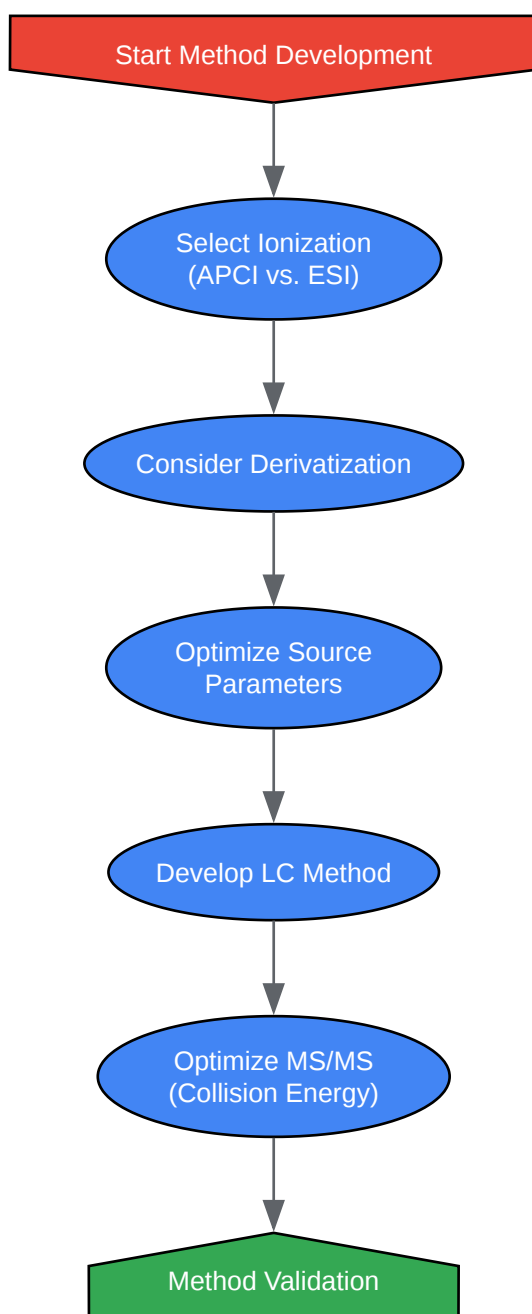 Start Method Development
Select Ionization
(APCI vs. ESI)
Consider Derivatization
Optimize Source
Parameters
Develop LC Method
Optimize MS/MS
(Collision Energy)
Method Validation